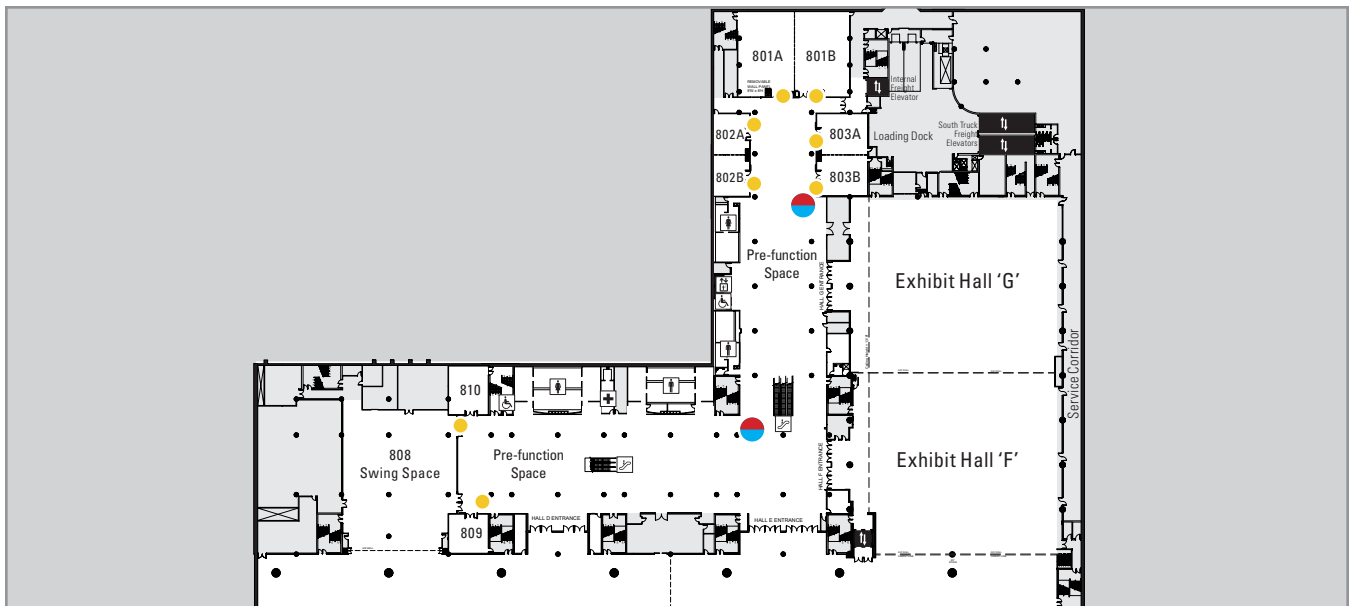 801A
801B
REMOVABLE
WALL PANEL
Internal
Freight
Elevator
South Truck
Freight
Elevators
Loading Dock
802A
803A
802B
803B
Pre-function
Space
HALL G ENTRANCE
Exhibit Hall ‘G’
Service Corridor
810
808
Swing Space
Pre-function
Space
HALL F ENTRANCE
Exhibit Hall ‘F’
809
HALL D ENTRANCE
HALL E ENTRANCE